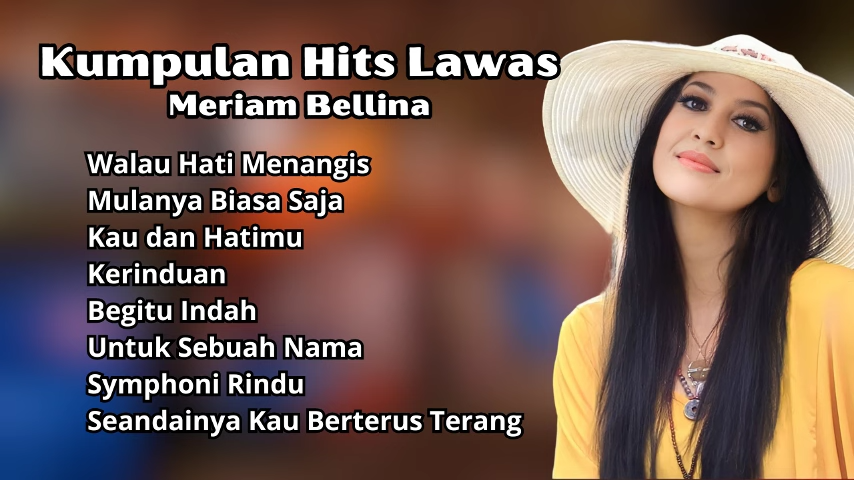 Kumpulan Hits Lawas
Meriam Bellina
Walau Hati Menangis
Mulanya Biasa Saja
Kau dan Hatimu
Kerinduan
Begitu Indah
Untuk Sebuah Nama
Symphoni Rindu
Seandainya Kau Berterus Terang